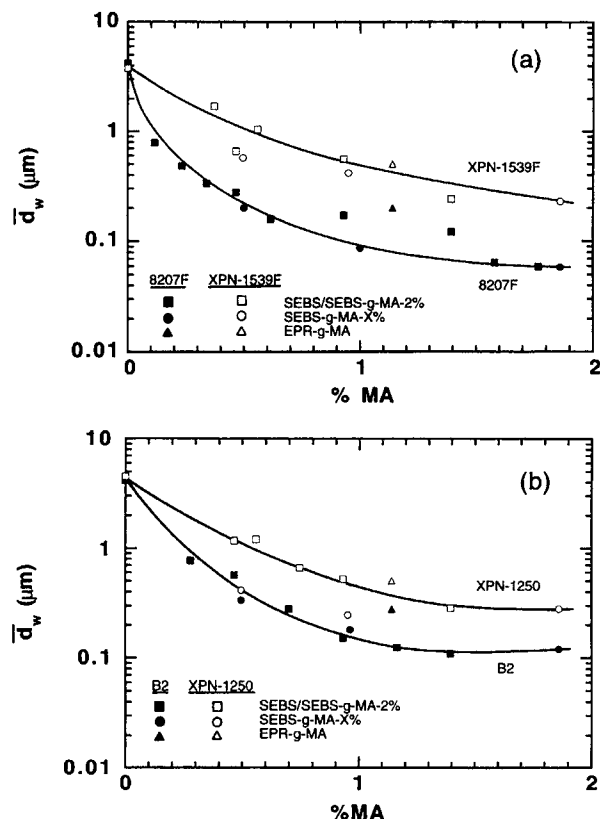 10
(a)
1
XPN-1539F
d̅w (μm)
0.1
8207F XPN-1539F
8207F
SEBS/SEBS-g-MA-2%
SEBS-g-MA-X%
EPR-g-MA
0.01
0 1 2
% MA
10
(b)
1
XPN-1250
d̅w (μm)
0.1
B2
B2 XPN-1250
SEBS/SEBS-g-MA-2%
SEBS-g-MA-X%
EPR-g-MA
0.01
0 1 2
%MA